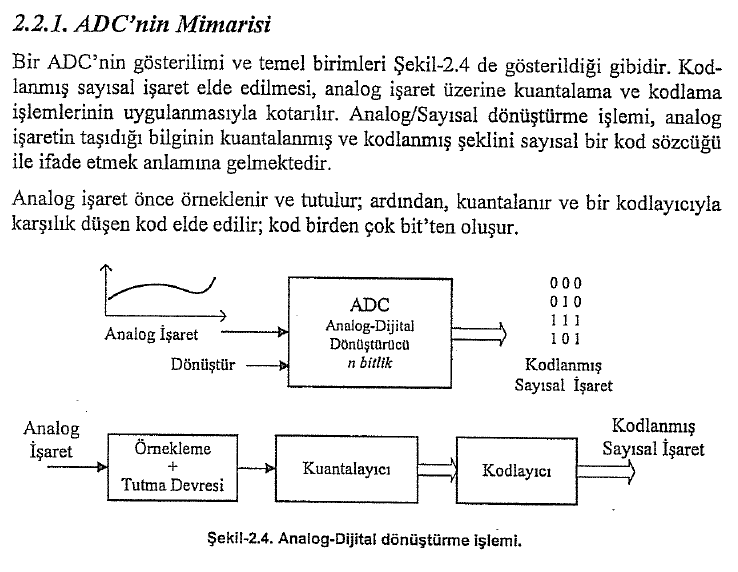 2.2.1. ADC'nin Mimarisi
Bir ADC'nin gösterilimi ve temel birimleri Şekil-2.4 de gösterildiği gibidir. Kod-
lanmış sayısal işaret elde edilmesi, analog işaret üzerine kuantalama ve kodlama
işlemlerinin uygulanmasıyla kotarılır. Analog/Sayısal dönüştürme işlemi, analog
işaretin taşıdığı bilginin kuantalanmış ve kodlanmış şeklini sayısal bir kod sözcüğü
ile ifade etmek anlamına gelmektedir.
Analog işaret önce örneklenir ve tutulur; ardından, kuantalanır ve bir kodlayıcıyla
karşılık düşen kod elde edilir; kod birden çok bit'ten oluşur.
Analog İşaret
Dönüştür
ADC
Analog-Dijital
Dönüştürücü
n bitlik
000
010
111
101
Kodlanmış
Sayısal İşaret
Analog
İşaret
Örnekleme
+
Tutma Devresi
Kuantalayıcı
Kodlayıcı
Kodlanmış
Sayısal İşaret
Şekil-2.4. Analog-Dijital dönüştürme işlemi.